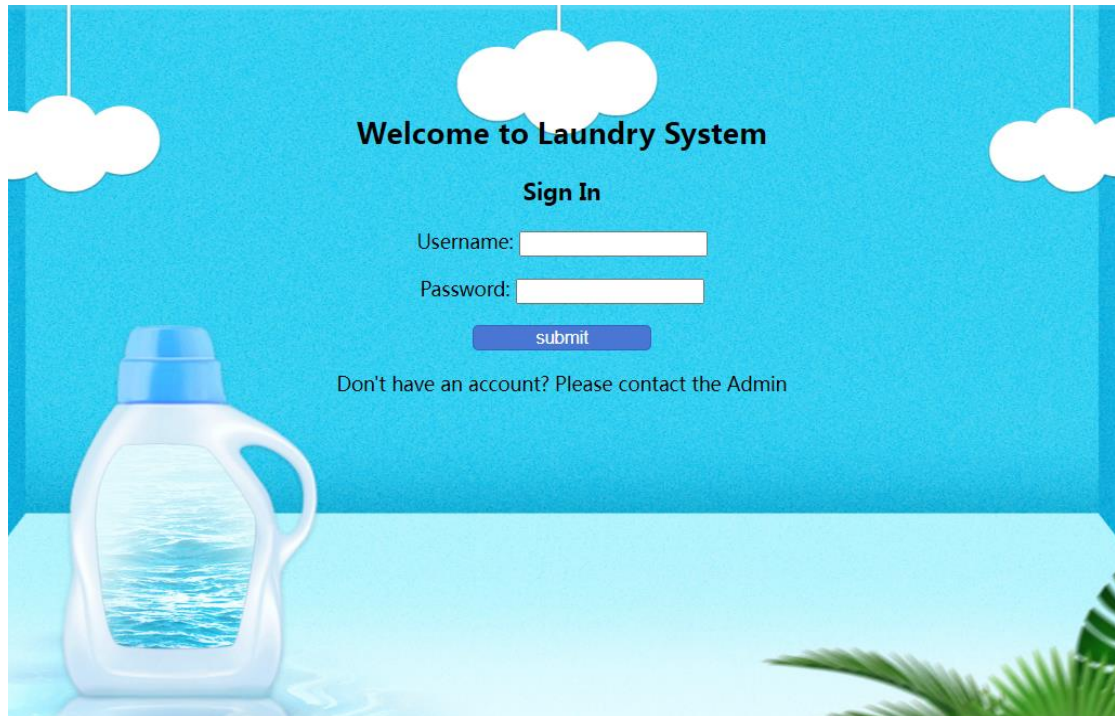 Welcome to Laundry System
Sign In
Username:
Password:
submit
Don't have an account? Please contact the Admin